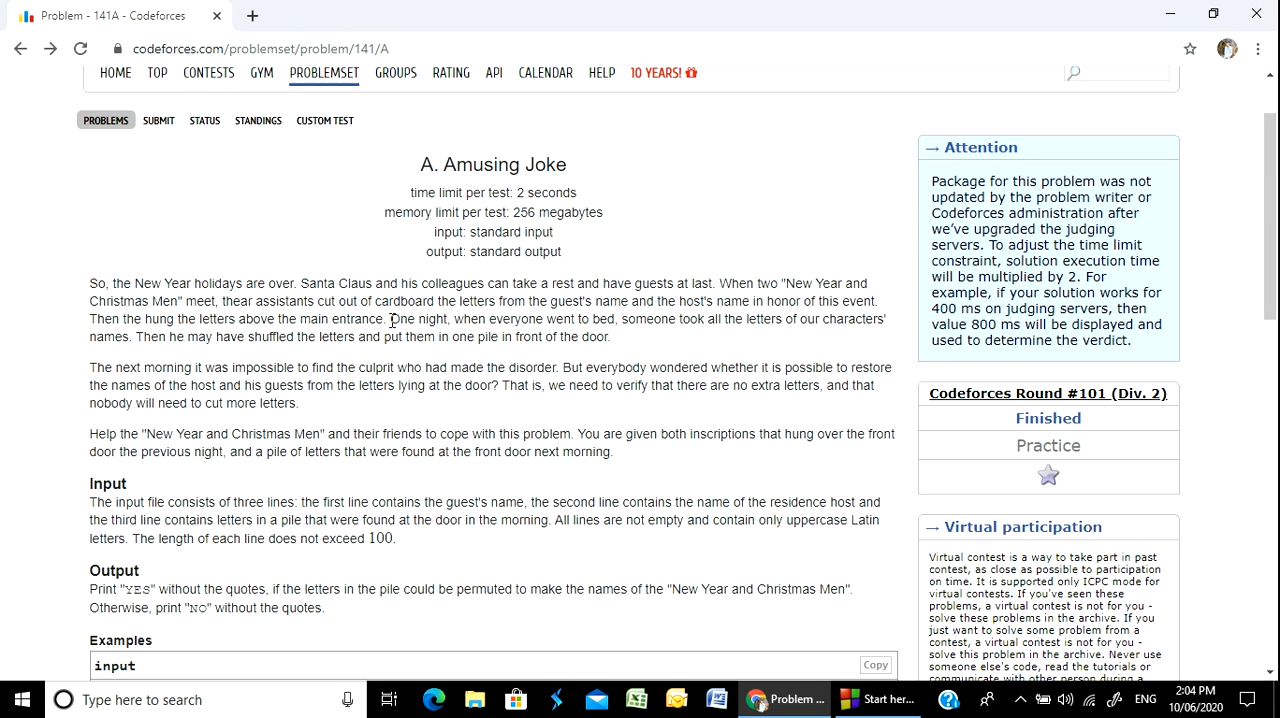 Problem - 141A - Codeforces
codeforces.com/problemset/problem/141/A
HOME TOP CONTESTS GYM PROBLEMSET GROUPS RATING API CALENDAR HELP 10 YEARS!
PROBLEMS SUBMIT STATUS STANDINGS CUSTOM TEST
A. Amusing Joke
time limit per test: 2 seconds
memory limit per test: 256 megabytes
input: standard input
output: standard output
So, the New Year holidays are over. Santa Claus and his colleagues can take a rest and have guests at last. When two "New Year and
Christmas Men" meet, thear assistants cut out of cardboard the letters from the guest's name and the host's name in honor of this event.
Then the hung the letters above the main entrance. One night, when everyone went to bed, someone took all the letters of our characters'
names. Then he may have shuffled the letters and put them in one pile in front of the door.
The next morning it was impossible to find the culprit who had made the disorder. But everybody wondered whether it is possible to restore
the names of the host and his guests from the letters lying at the door? That is, we need to verify that there are no extra letters, and that
nobody will need to cut more letters.
Help the "New Year and Christmas Men" and their friends to cope with this problem. You are given both inscriptions that hung over the front
door the previous night, and a pile of letters that were found at the front door next morning.
Input
The input file consists of three lines: the first line contains the guest's name, the second line contains the name of the residence host and
the third line contains letters in a pile that were found at the door in the morning. All lines are not empty and contain only uppercase Latin
letters. The length of each line does not exceed 100.
Output
Print "YES" without the quotes, if the letters in the pile could be permuted to make the names of the "New Year and Christmas Men".
Otherwise, print "NO" without the quotes.
Examples
input
Copy
→ Attention
Package for this problem was not
updated by the problem writer or
Codeforces administration after
we've upgraded the judging
servers. To adjust the time limit
constraint, solution execution time
will be multiplied by 2. For
example, if your solution works for
400 ms on judging servers, then
value 800 ms will be displayed and
used to determine the verdict.
Codeforces Round #101 (Div. 2)
Finished
Practice
→ Virtual participation
Virtual contest is a way to take part in past
contest, as close as possible to participation
on time. It is supported only ICPC mode for
virtual contests. If you've seen these
problems, a virtual contest is not for you -
solve these problems in the archive. If you
just want to solve some problem from a
contest, a virtual contest is not for you -
solve this problem in the archive. Never use
someone else's code, read the tutorials or
communicate with other person during a
Type here to search
Problem ...
Start her...
ENG
2:04 PM
10/06/2020